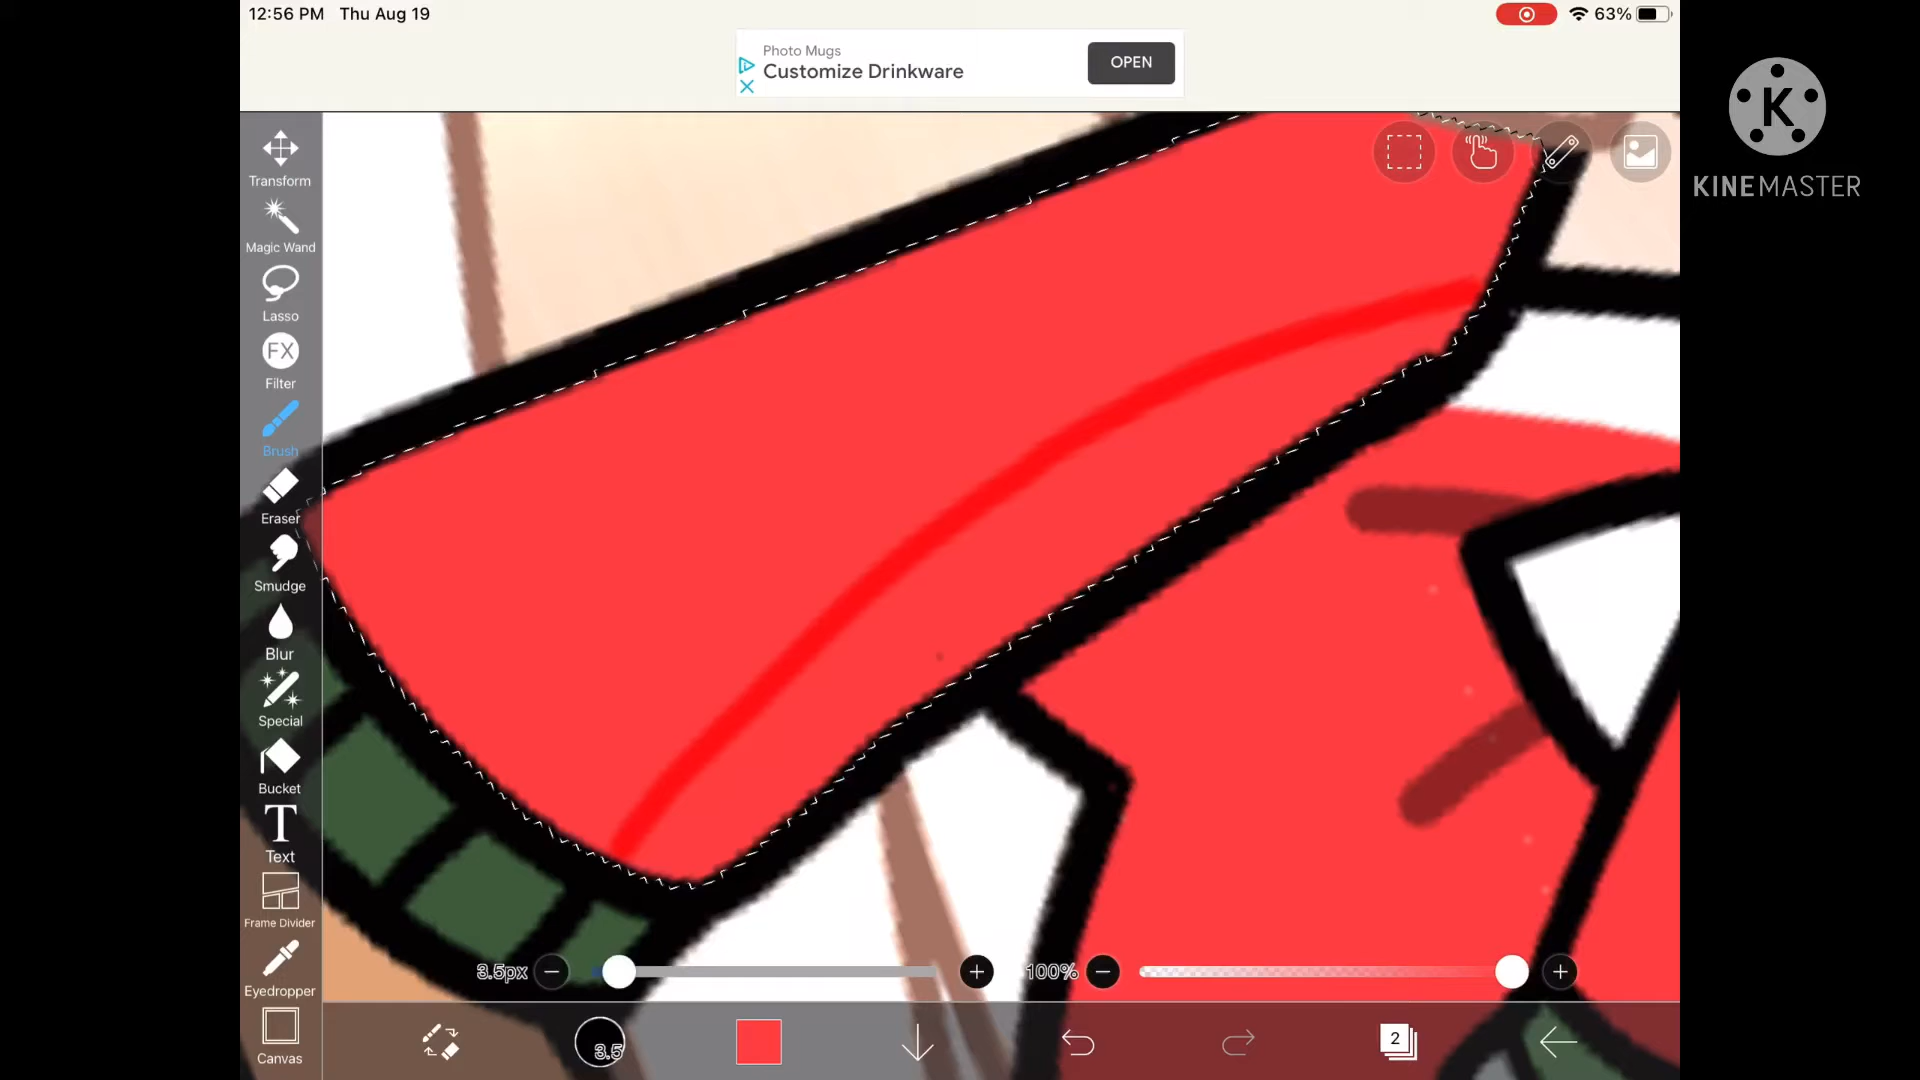 12:56 PM Thu Aug 19
63%
Photo Mugs
Customize Drinkware
OPEN
K
KINEMASTER
Transform
Magic Wand
Lasso
FX
Filter
Brush
Eraser
Smudge
Blur
Special
Bucket
T
Text
Frame Divider
Eyedropper
Canvas
3.5px
100%
3.5
2